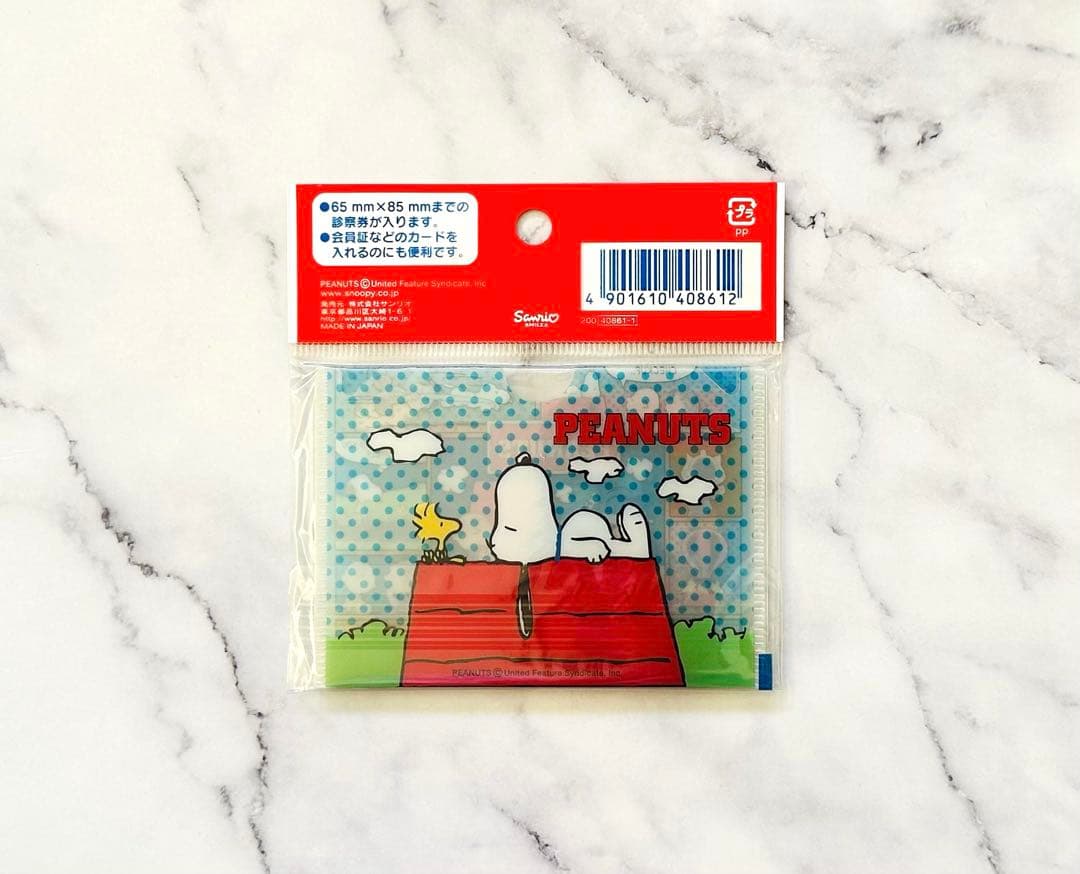 ●65 mm×85 mmまでの
診察券が入ります。
●会員証などのカードを
入れるのにも便利です。
プラ
PP
PEANUTS ©United Feature Syndicate, Inc
www.snoopy.co.jp
発売元 株式会社サンリオ
東京都品川区大崎1-6-1
http://www.sanrio.co.jp/
MADE IN JAPAN
Sanrio
SMILES
4 901610 408612
200 40861-1
PEANUTS
PEANUTS ©United Feature Syndicate, Inc.